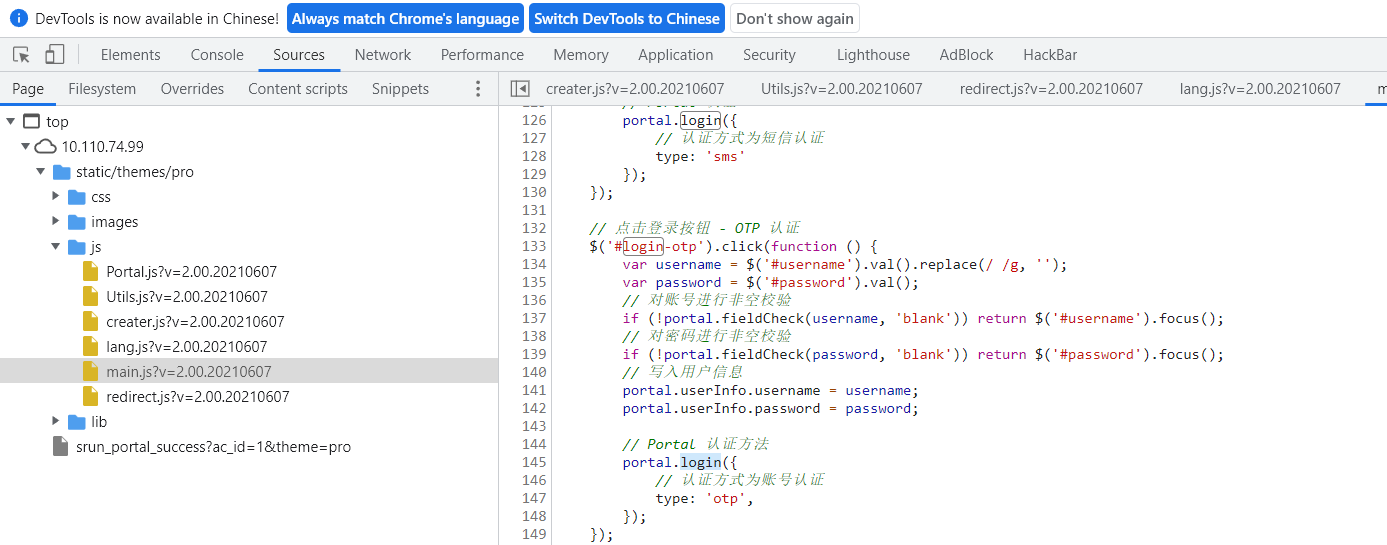 DevTools is now available in Chinese! Always match Chrome's language Switch DevTools to Chinese Don't show again
Elements Console Sources Network Performance Memory Application Security Lighthouse AdBlock HackBar
Page Filesystem Overrides Content scripts Snippets
creater.js?v=2.00.20210607 Utils.js?v=2.00.20210607 redirect.js?v=2.00.20210607 lang.js?v=2.00.20210607
top
10.110.74.99
static/themes/pro
css
images
js
Portal.js?v=2.00.20210607
Utils.js?v=2.00.20210607
creater.js?v=2.00.20210607
lang.js?v=2.00.20210607
main.js?v=2.00.20210607
redirect.js?v=2.00.20210607
lib
srun_portal_success?ac_id=1&theme=pro
126 portal.login({
127 // 认证方式为短信认证
128 type: 'sms'
129 });
130 });
131
132 // 点击登录按钮 - OTP 认证
133 $('#login-otp').click(function () {
134 var username = $('#username').val().replace(/ /g, '');
135 var password = $('#password').val();
136 // 对账号进行非空校验
137 if (!portal.fieldCheck(username, 'blank')) return $('#username').focus();
138 // 对密码进行非空校验
139 if (!portal.fieldCheck(password, 'blank')) return $('#password').focus();
140 // 写入用户信息
141 portal.userInfo.username = username;
142 portal.userInfo.password = password;
143
144 // Portal 认证方法
145 portal.login({
146 // 认证方式为账号认证
147 type: 'otp',
148 });
149 });